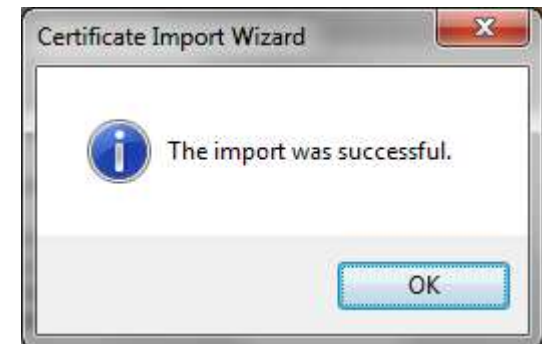 Certificate Import Wizard
The import was successful.
OK